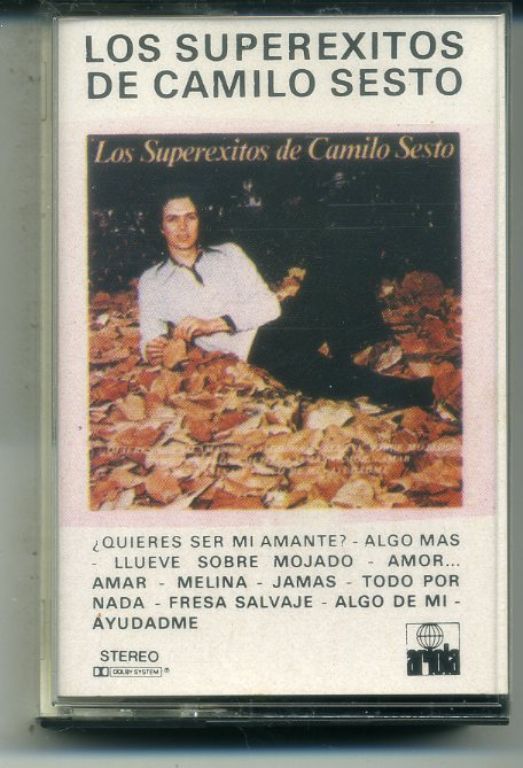 LOS SUPEREXITOS
DE CAMILO SESTO
Los Superexitos de Camilo Sesto
¿QUIERES SER MI AMANTE? - ALGO MAS
- LLUEVE SOBRE MOJADO - AMOR...
AMAR - MELINA - JAMAS - TODO POR
NADA - FRESA SALVAJE - ALGO DE MI -
AYUDADME
STEREO
DOLBY SYSTEM ®
ariola